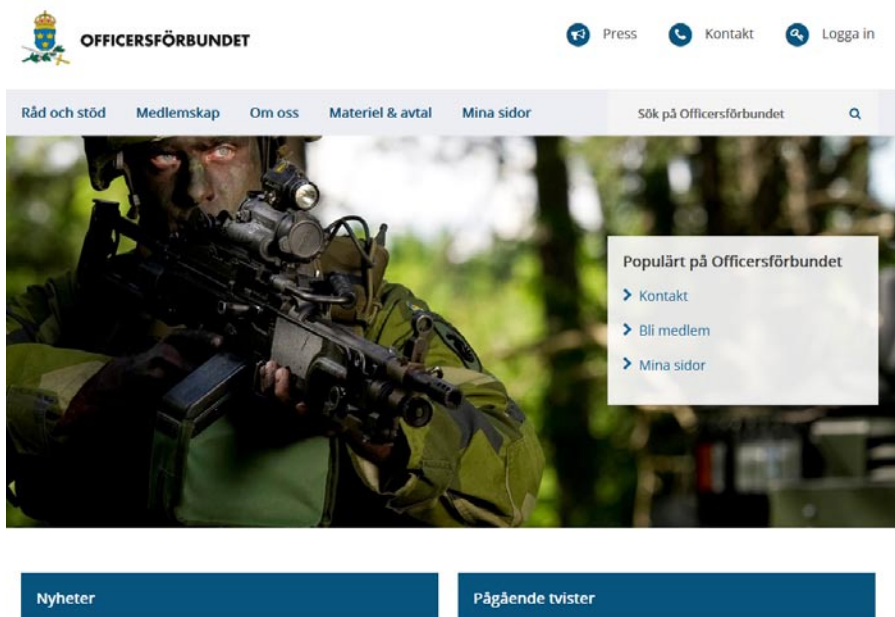 OFFICERSFÖRBUNDET
Press
Kontakt
Logga in
Råd och stöd
Medlemskap
Om oss
Materiel & avtal
Mina sidor
Sök på Officersförbundet
Populärt på Officersförbundet
Kontakt
Bli medlem
Mina sidor
Nyheter
Pågående tvister